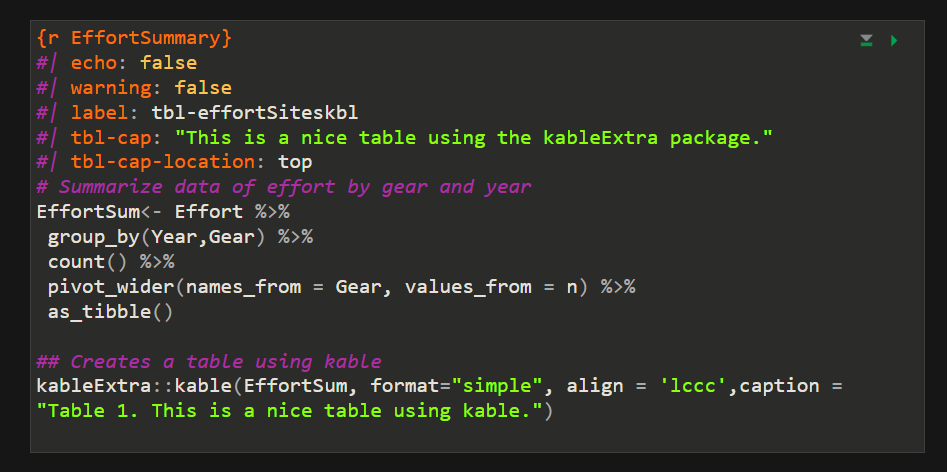 {r EffortSummary}
#| echo: false
#| warning: false
#| label: tbl-effortSiteskbl
#| tbl-cap: "This is a nice table using the kableExtra package."
#| tbl-cap-location: top
# Summarize data of effort by gear and year
EffortSum<- Effort %>%
 group_by(Year,Gear) %>%
 count() %>%
 pivot_wider(names_from = Gear, values_from = n) %>%
 as_tibble()

## Creates a table using kable
kableExtra::kable(EffortSum, format="simple", align = 'lccc',caption =
"Table 1. This is a nice table using kable.")